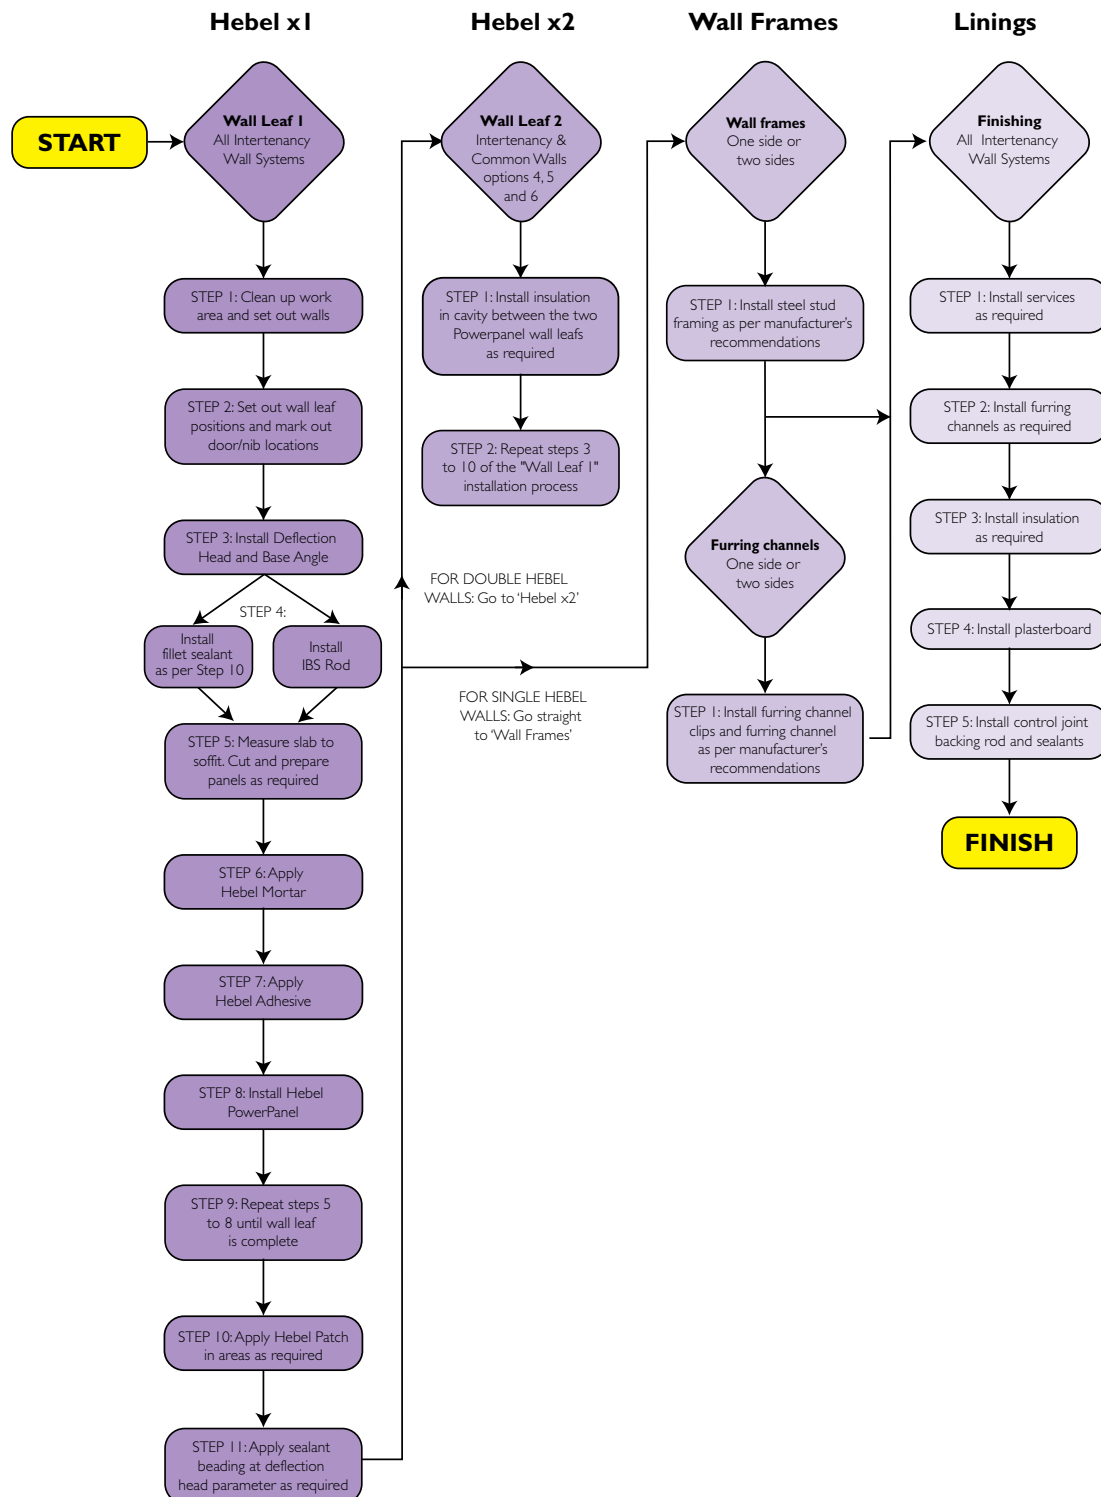 Hebel x1
Hebel x2
Wall Frames
Linings
START
Wall Leaf 1
All Intertenancy
Wall Systems
STEP 1: Clean up work
area and set out walls
STEP 2: Set out wall leaf
positions and mark out
door/nib locations
STEP 3: Install Deflection
Head and Base Angle
STEP 4:
Install
fillet sealant
as per Step 10
Install
IBS Rod
STEP 5: Measure slab to
soffit. Cut and prepare
panels as required
STEP 6: Apply
Hebel Mortar
STEP 7: Apply
Hebel Adhesive
STEP 8: Install Hebel
PowerPanel
STEP 9: Repeat steps 5
to 8 until wall leaf
is complete
STEP 10: Apply Hebel Patch
in areas as required
STEP 11: Apply sealant
beading at deflection
head parameter as required
Wall Leaf 2
Intertenancy &
Common Walls
options 4, 5
and 6
STEP 1: Install insulation
in cavity between the two
Powerpanel wall leafs
as required
STEP 2: Repeat steps 3
to 10 of the "Wall Leaf 1"
installation process
FOR DOUBLE HEBEL
WALLS: Go to ‘Hebel x2’
FOR SINGLE HEBEL
WALLS: Go straight
to ‘Wall Frames’
Wall frames
One side or
two sides
STEP 1: Install steel stud
framing as per manufacturer’s
recommendations
Furring channels
One side or
two sides
STEP 1: Install furring channel
clips and furring channel
as per manufacturer’s
recommendations
Finishing
All Intertenancy
Wall Systems
STEP 1: Install services
as required
STEP 2: Install furring
channels as required
STEP 3: Install insulation
as required
STEP 4: Install plasterboard
STEP 5: Install control joint
backing rod and sealants
FINISH